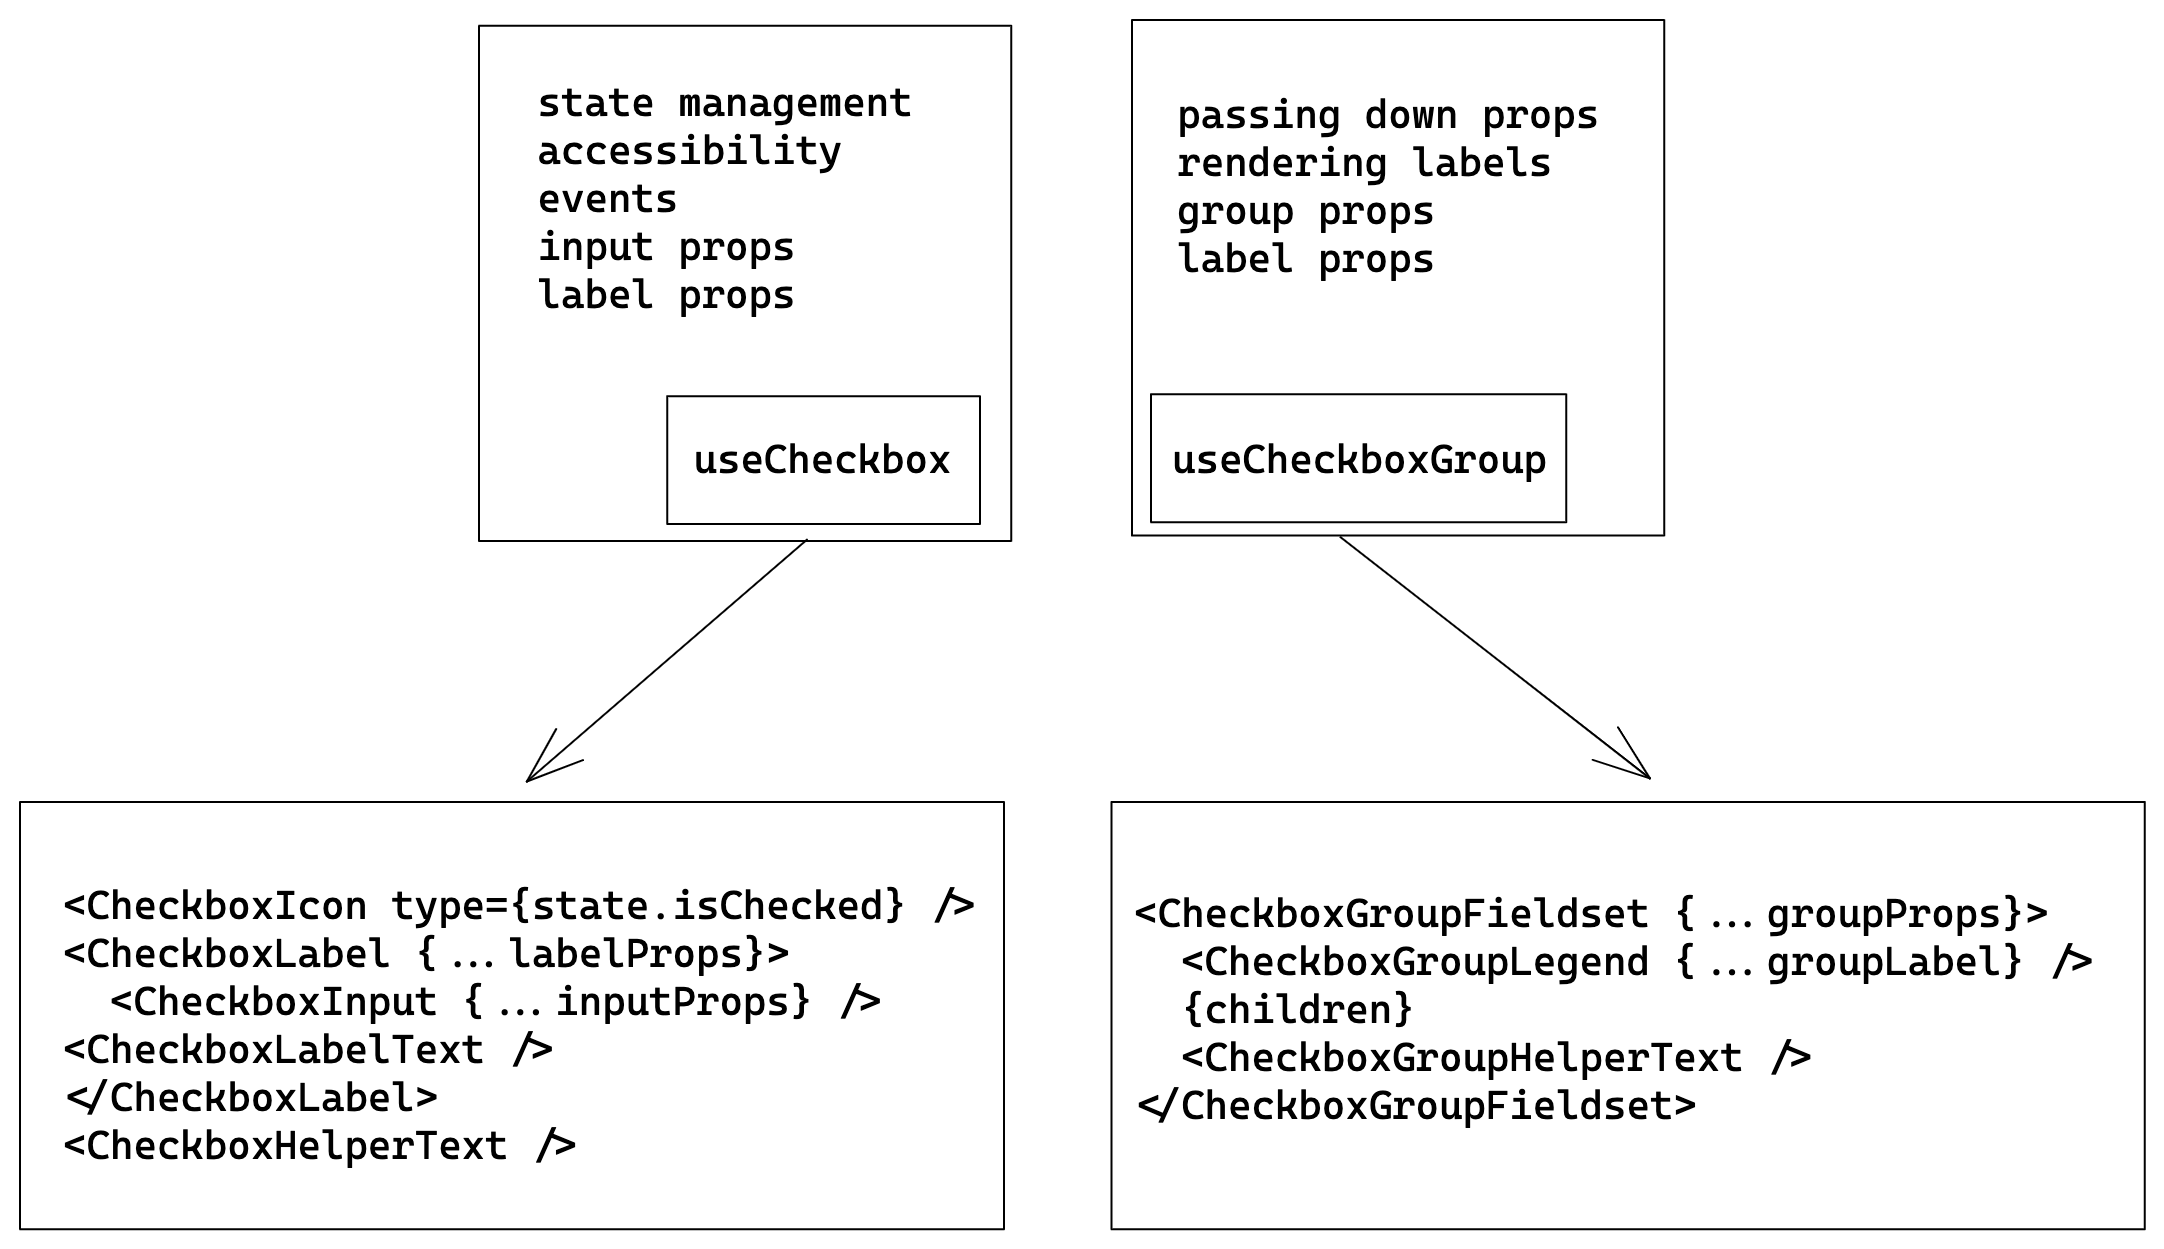 state management
accessibility
events
input props
label props
useCheckbox
passing down props
rendering labels
group props
label props
useCheckboxGroup
<CheckboxIcon type={state.isChecked} />
<CheckboxLabel {...labelProps}>
  <CheckboxInput {...inputProps} />
<CheckboxLabelText />
</CheckboxLabel>
<CheckboxHelperText />
<CheckboxGroupFieldset {...groupProps}>
  <CheckboxGroupLegend {...groupLabel} />
  {children}
  <CheckboxGroupHelperText />
</CheckboxGroupFieldset>